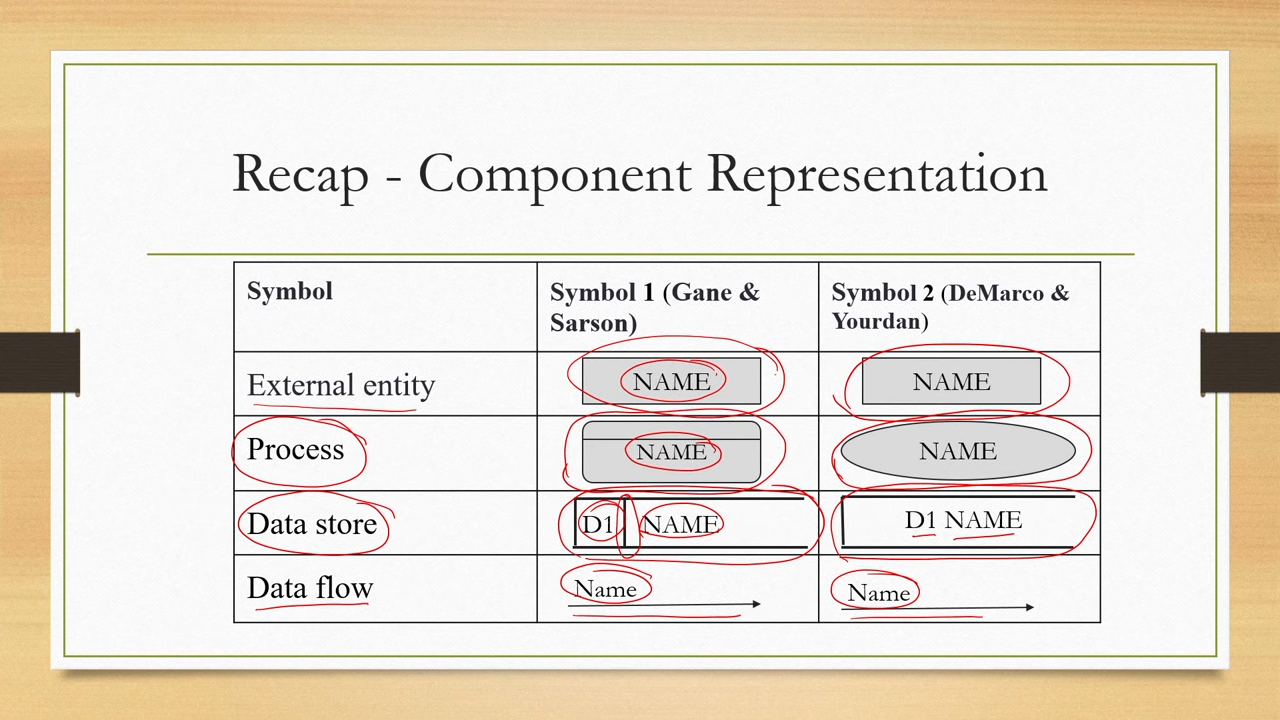 Recap - Component Representation
Symbol
Symbol 1 (Gane &
Sarson)
Symbol 2 (DeMarco &
Yourdan)
External entity
NAME
NAME
Process
NAME
NAME
Data store
D1 NAME
D1 NAME
Data flow
Name
Name